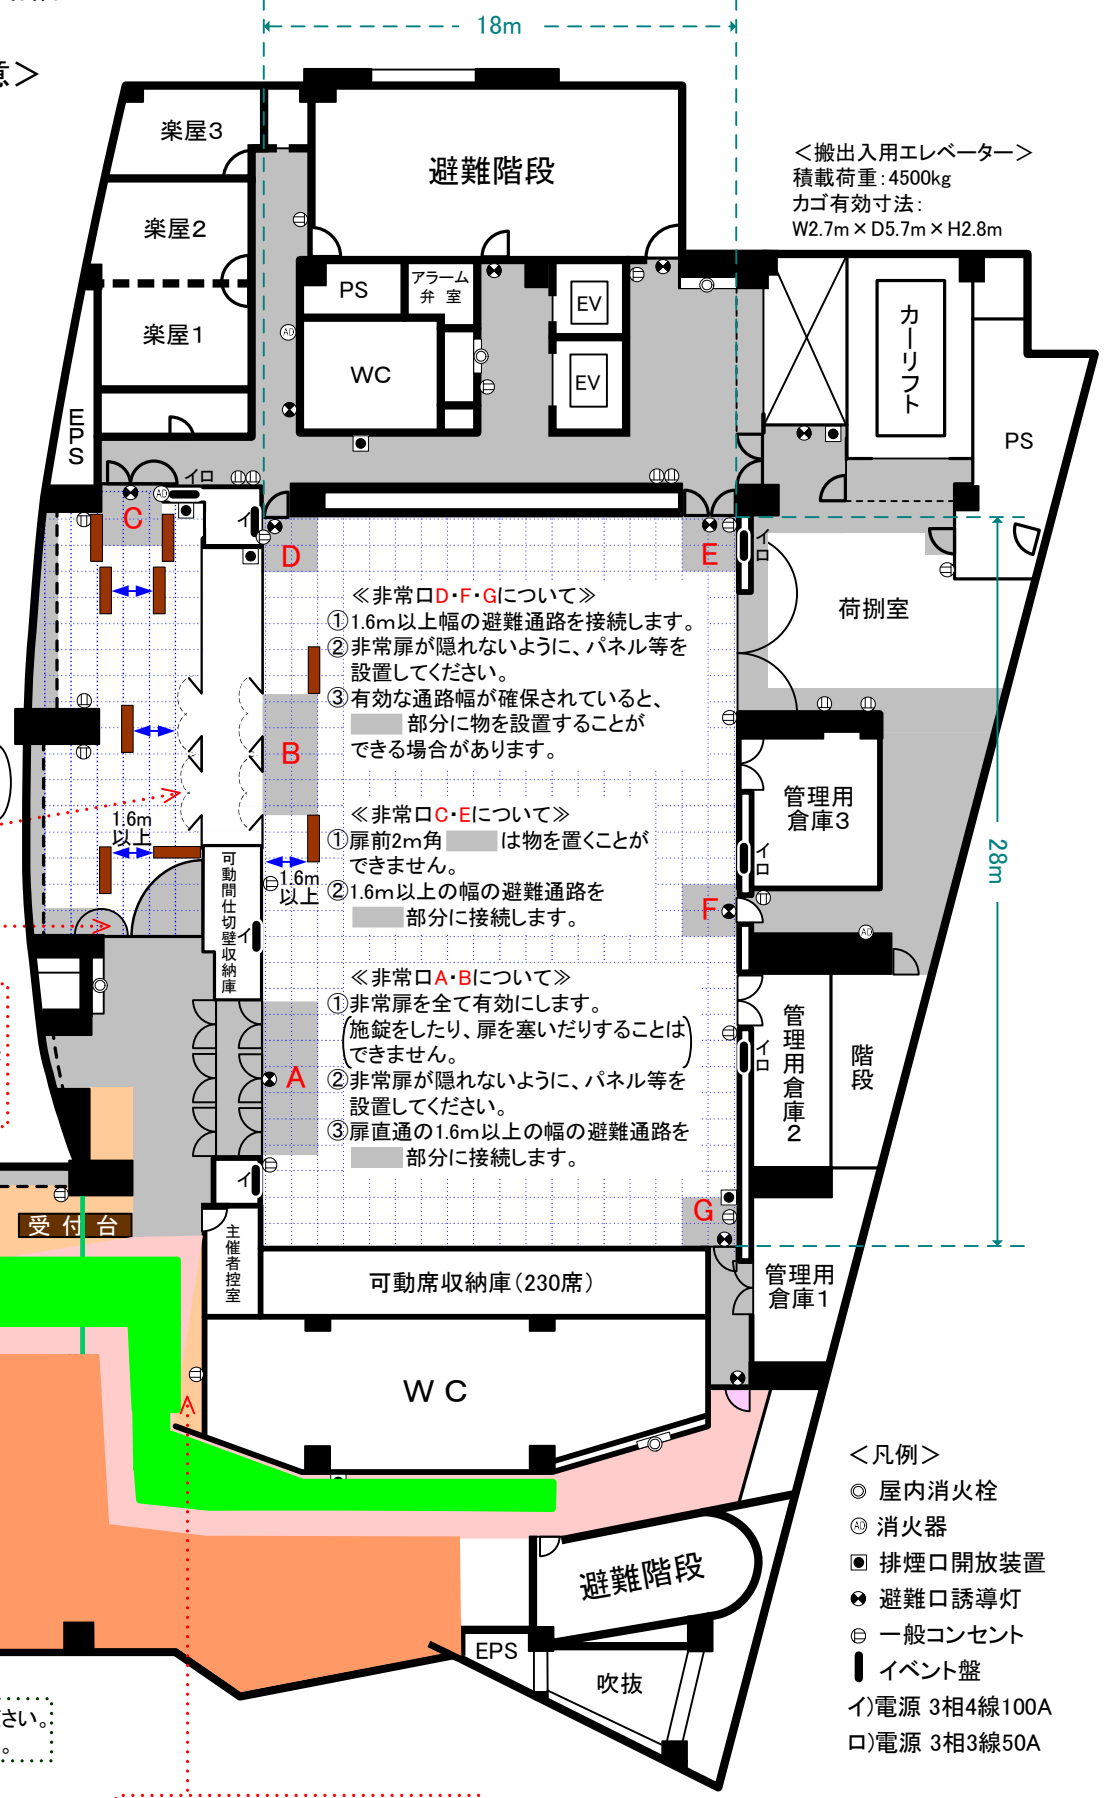 意＞
18m
楽屋3
楽屋2
楽屋1
避難階段
＜搬出入用エレベーター＞
積載荷重：4500kg
カゴ有効寸法：
W2.7m×D5.7m×H2.8m
PS
アラーム
弁 室
EV
EV
WC
カーリフト
PS
EPS
AD
AD
イロ
イ
C
D
E
イ
ロ
≪非常口D・F・Gについて≫
①1.6m以上幅の避難通路を接続します。
②非常扉が隠れないように、パネル等を
設置してください。
③有効な通路幅が確保されていると、
部分に物を設置することが
できる場合があります。
荷捌室
B
≪非常口C・Eについて≫
①扉前2m角 は物を置くことが
できません。
②1.6m以上の幅の避難通路を
部分に接続します。
1.6m
以上
1.6m
以上
管理用
倉庫3
イ
ロ
28m
可動間仕切壁収納庫
イ
F
AD
≪非常口A・Bについて≫
①非常扉を全て有効にします。
(施錠をしたり、扉を塞いだりすることは
できません。)
②非常扉が隠れないように、パネル等を
設置してください。
③扉直通の1.6m以上の幅の避難通路を
部分に接続します。
A
イ
ロ
管理用倉庫2
階段
イ
G
受付台
主催者控室
可動席収納庫(230席)
管理用
倉庫1
WC
避難階段
EPS
吹抜
＜凡例＞
屋内消火栓
AD 消火器
排煙口開放装置
避難口誘導灯
一般コンセント
イベント盤
イ)電源 3相4線100A
ロ)電源 3相3線50A
さい。
。